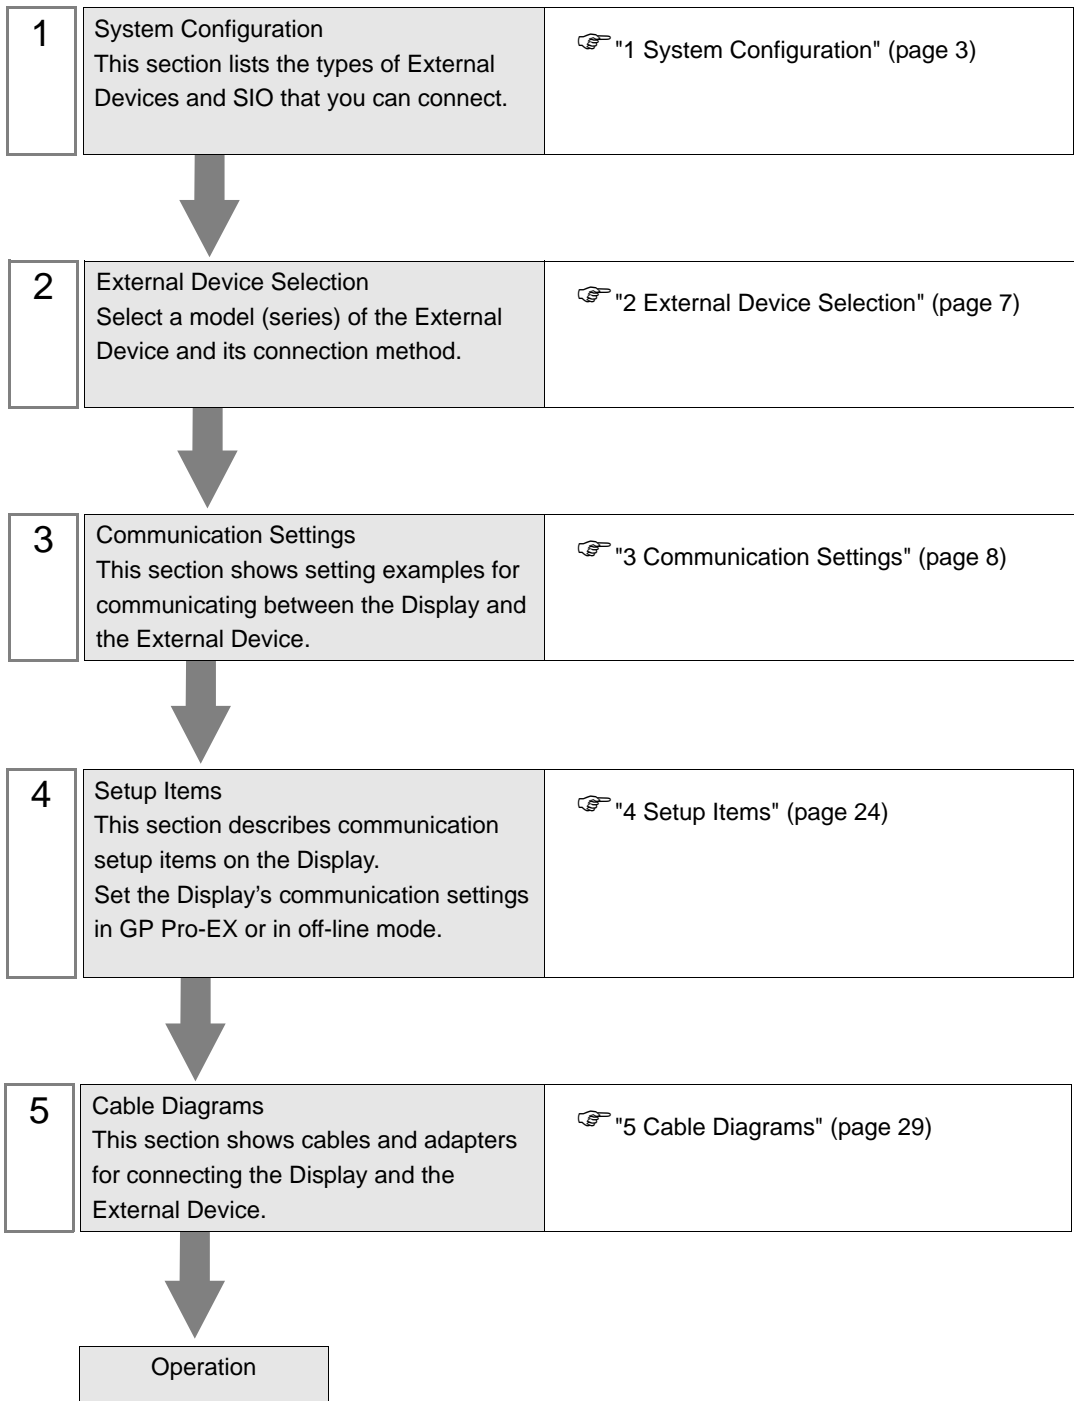 1
System Configuration
This section lists the types of External
Devices and SIO that you can connect.
"1 System Configuration" (page 3)
2
External Device Selection
Select a model (series) of the External
Device and its connection method.
"2 External Device Selection" (page 7)
3
Communication Settings
This section shows setting examples for
communicating between the Display and
the External Device.
"3 Communication Settings" (page 8)
4
Setup Items
This section describes communication
setup items on the Display.
Set the Display’s communication settings
in GP Pro-EX or in off-line mode.
"4 Setup Items" (page 24)
5
Cable Diagrams
This section shows cables and adapters
for connecting the Display and the
External Device.
"5 Cable Diagrams" (page 29)
Operation